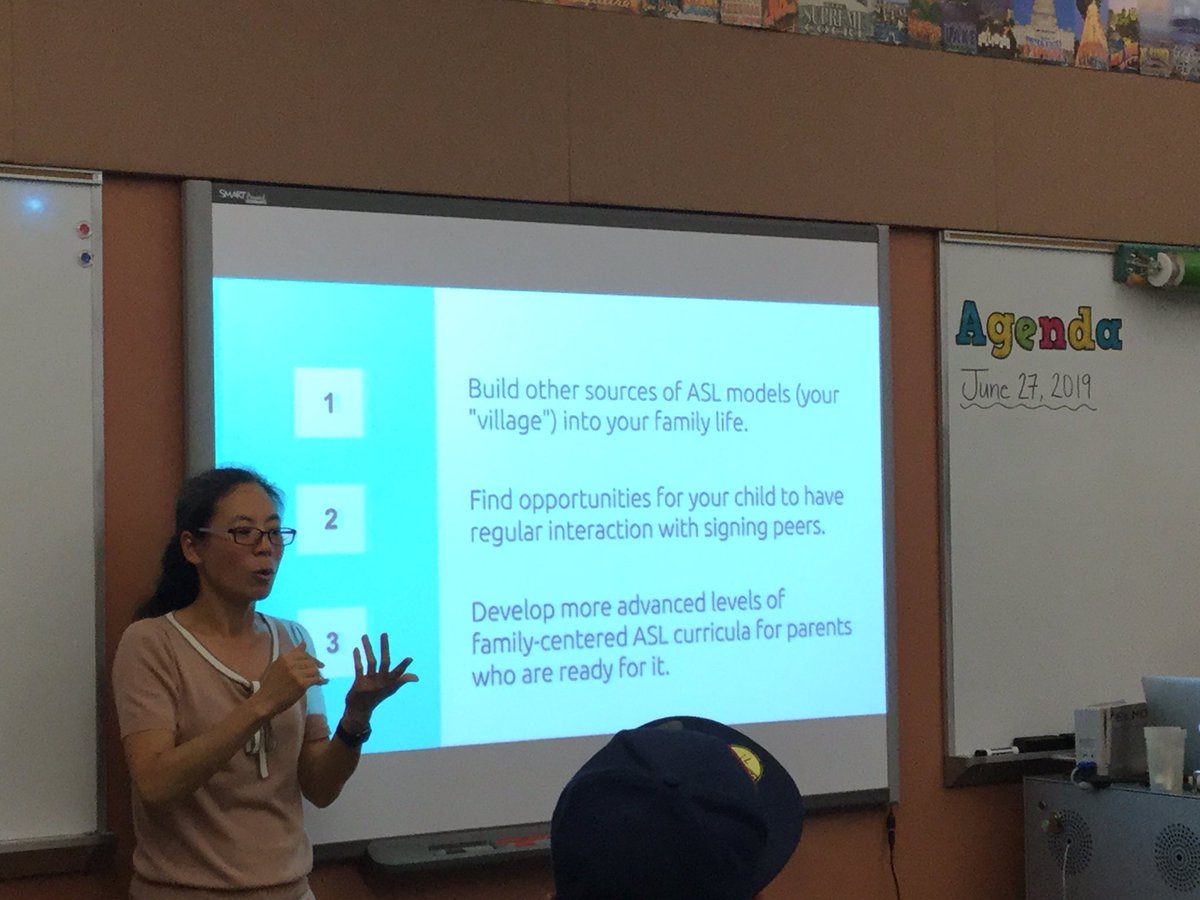 SUPREME
SMART
Agenda
June 27, 2019
1
Build other sources of ASL models (your
"village") into your family life.
2
Find opportunities for your child to have
regular interaction with signing peers.
3
Develop more advanced levels of
family-centered ASL curricula for parents
who are ready for it.